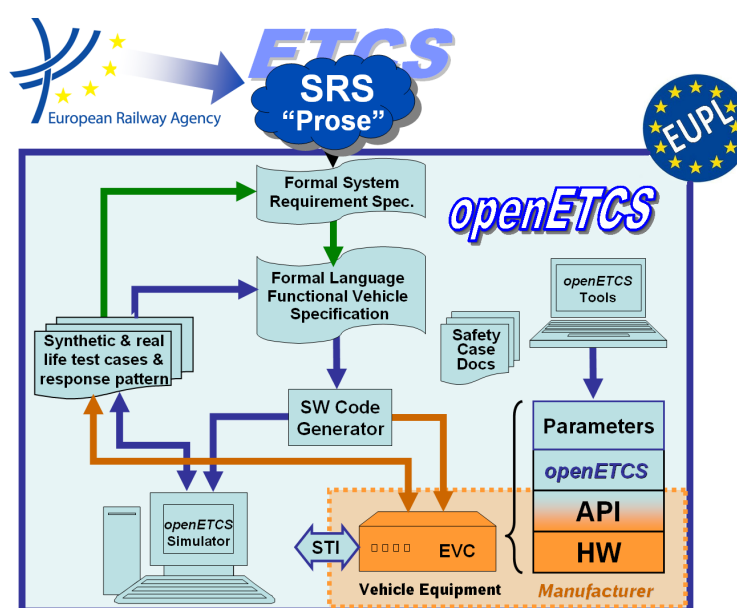 ETCS
SRS
“Prose”
European Railway Agency
EUPL
Formal System
Requirement Spec.
openETCS
Formal Language
Functional Vehicle
Specification
openETCS
Tools
Synthetic & real
life test cases &
response pattern
Safety
Case
Docs
SW Code
Generator
Parameters
openETCS
API
HW
openETCS
Simulator
STI
EVC
Vehicle Equipment
Manufacturer